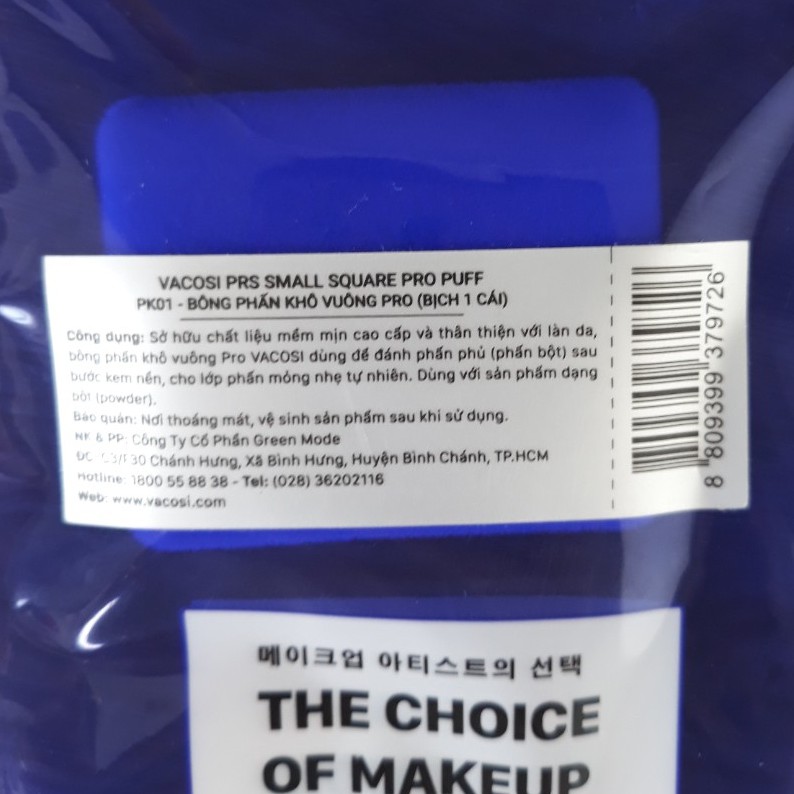 VACOSI PRS SMALL SQUARE PRO PUFF
PK01 - BÔNG PHẤN KHÔ VUÔNG PRO (BỊCH 1 CÁI)
Công dụng: Sở hữu chất liệu mềm mịn cao cấp và thân thiện với làn da,
bông phấn khô vuông Pro VACOSI dùng để đánh phấn phủ (phấn bột) sau
bước kem nền, cho lớp phấn mỏng nhẹ tự nhiên. Dùng với sản phẩm dạng
bột (powder).
Bảo quản: Nơi thoáng mát, vệ sinh sản phẩm sau khi sử dụng.
NK & PP: Công Ty Cổ Phần Green Mode
ĐC: Chánh Hưng, Xã Bình Hưng, Huyện Bình Chánh, TP.HCM
Hotline: 1800 55 88 38 - Tel: (028) 36202116
Web: www.vacosi.com
8 809399 379726
메이크업 아티스트의 선택
THE CHOICE
OF MAKEUP